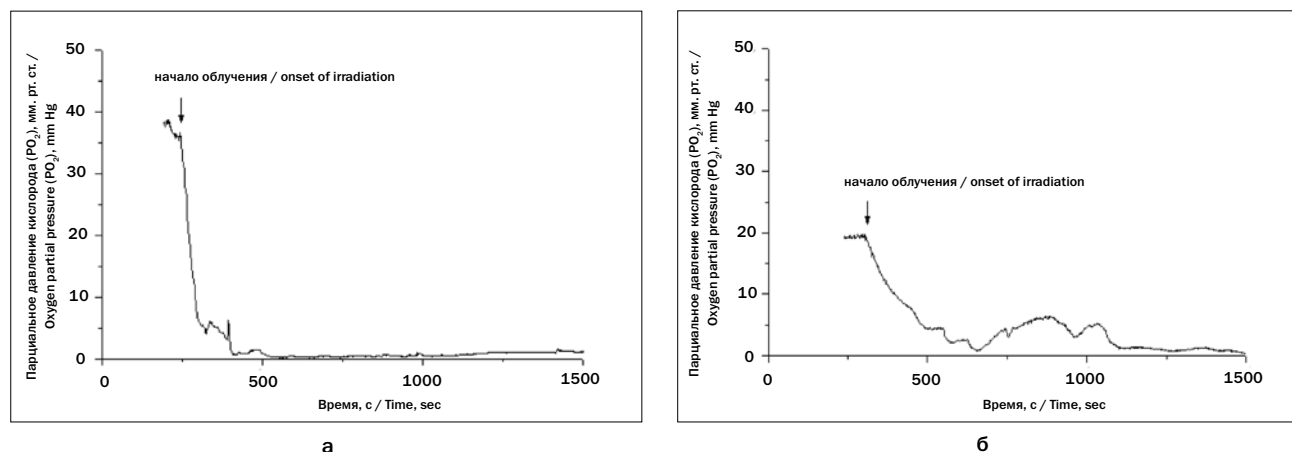 Парциальное давление кислорода (PO2), мм. рт. ст. /
Oxygen partial pressure (PO2), mm Hg
50
40
30
20
10
0
начало облучения / onset of irradiation
0
500
1000
1500
Время, с / Time, sec
а
Парциальное давление кислорода (PO2), мм. рт. ст. /
Oxygen partial pressure (PO2), mm Hg
50
40
30
20
10
0
начало облучения / onset of irradiation
0
500
1000
1500
Время, с / Time, sec
б